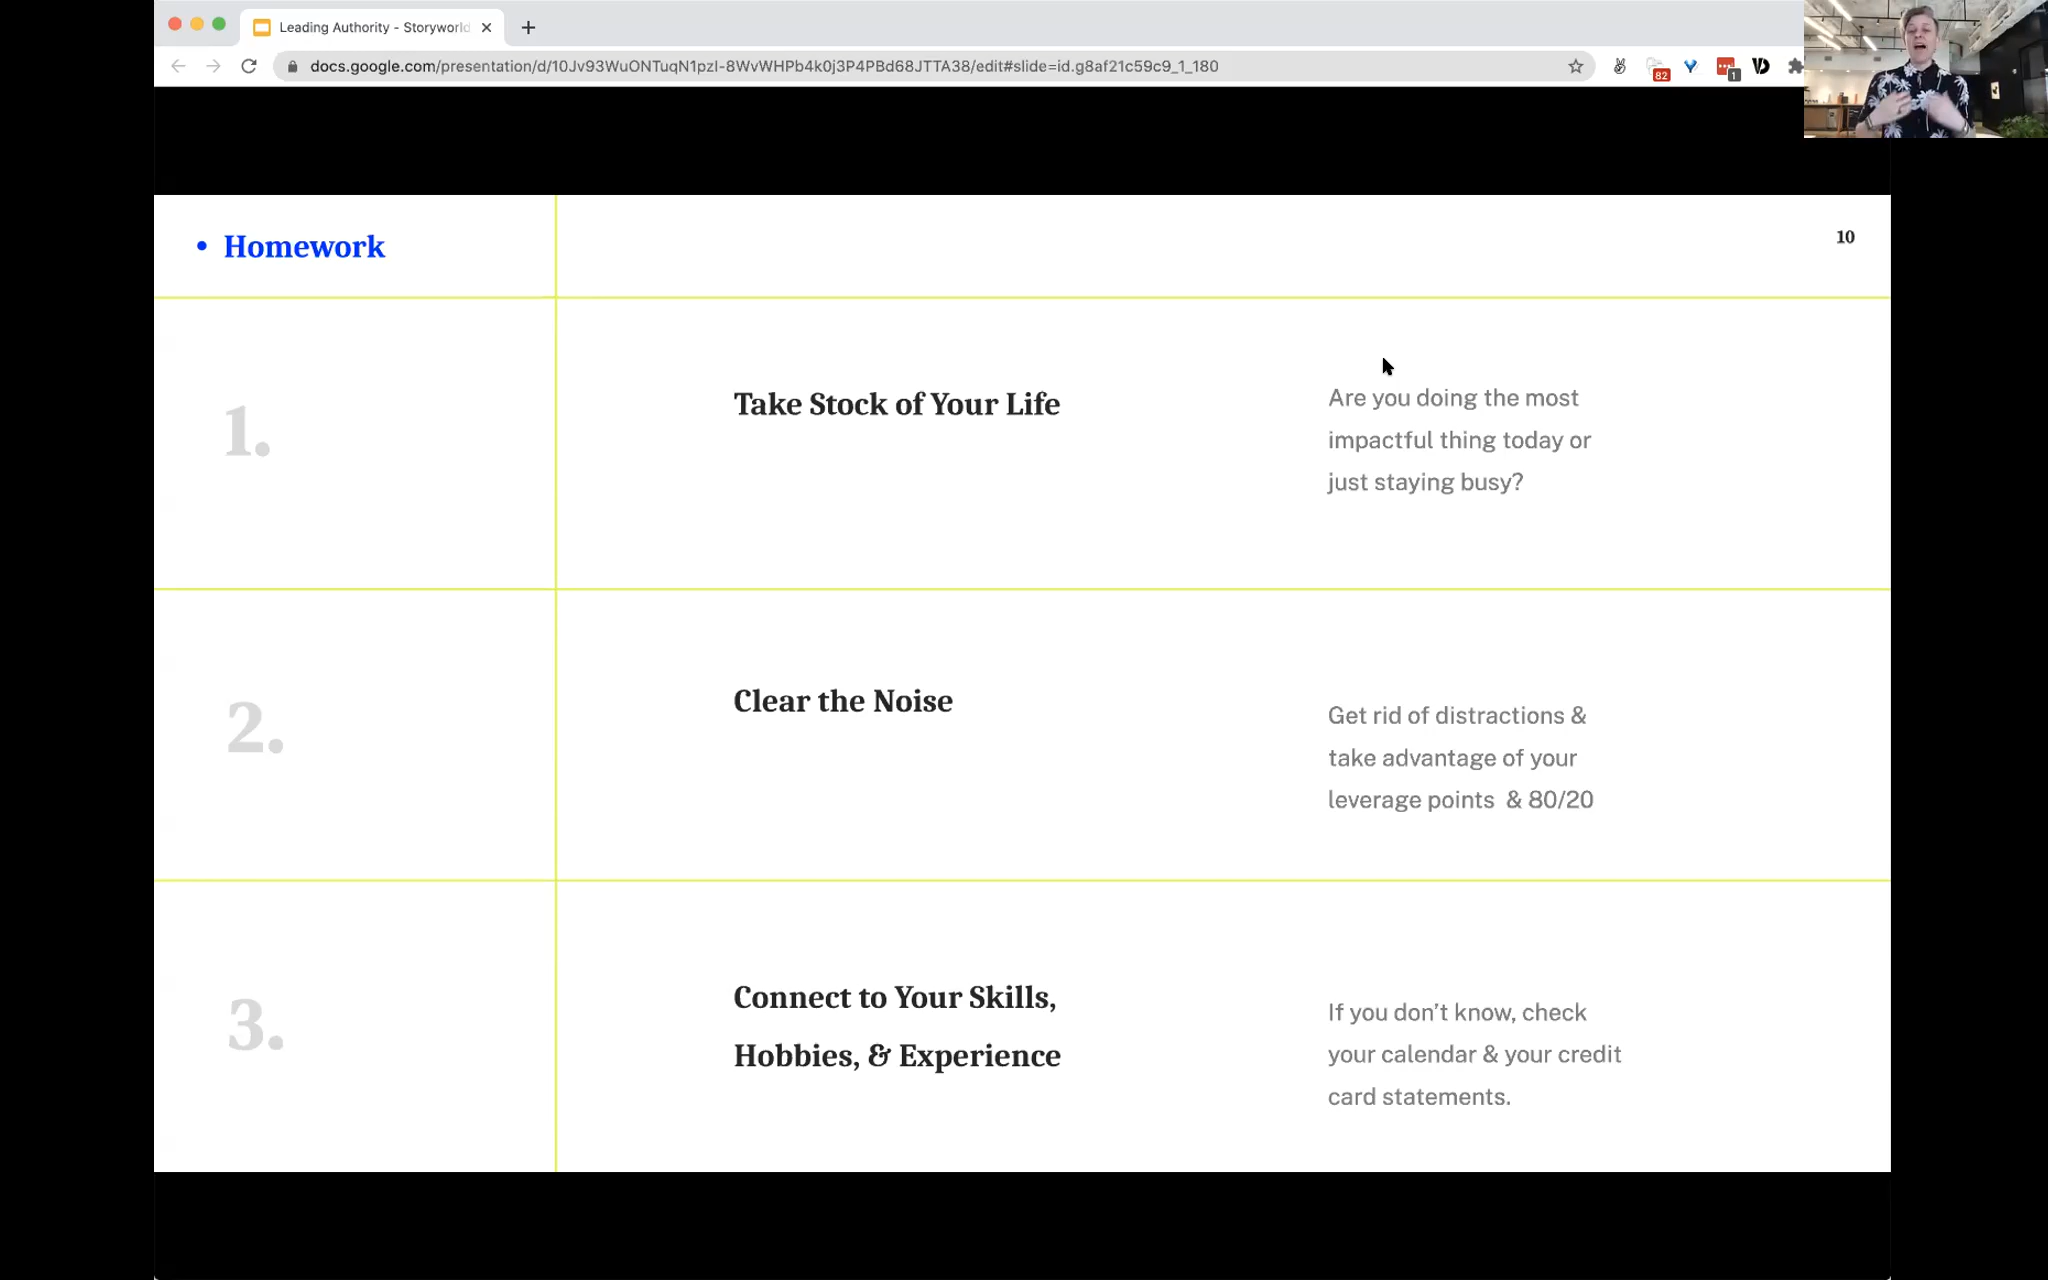 Leading Authority - Storyworld
docs.google.com/presentation/d/10Jv93WuONTuqN1pzI-8WvWHPb4k0j3P4PBd68JTTA38/edit#slide=id.g8af21c59c9_1_180
82
1
• Homework
10
1.
Take Stock of Your Life
Are you doing the most
impactful thing today or
just staying busy?
2.
Clear the Noise
Get rid of distractions &
take advantage of your
leverage points & 80/20
3.
Connect to Your Skills,
Hobbies, & Experience
If you don’t know, check
your calendar & your credit
card statements.